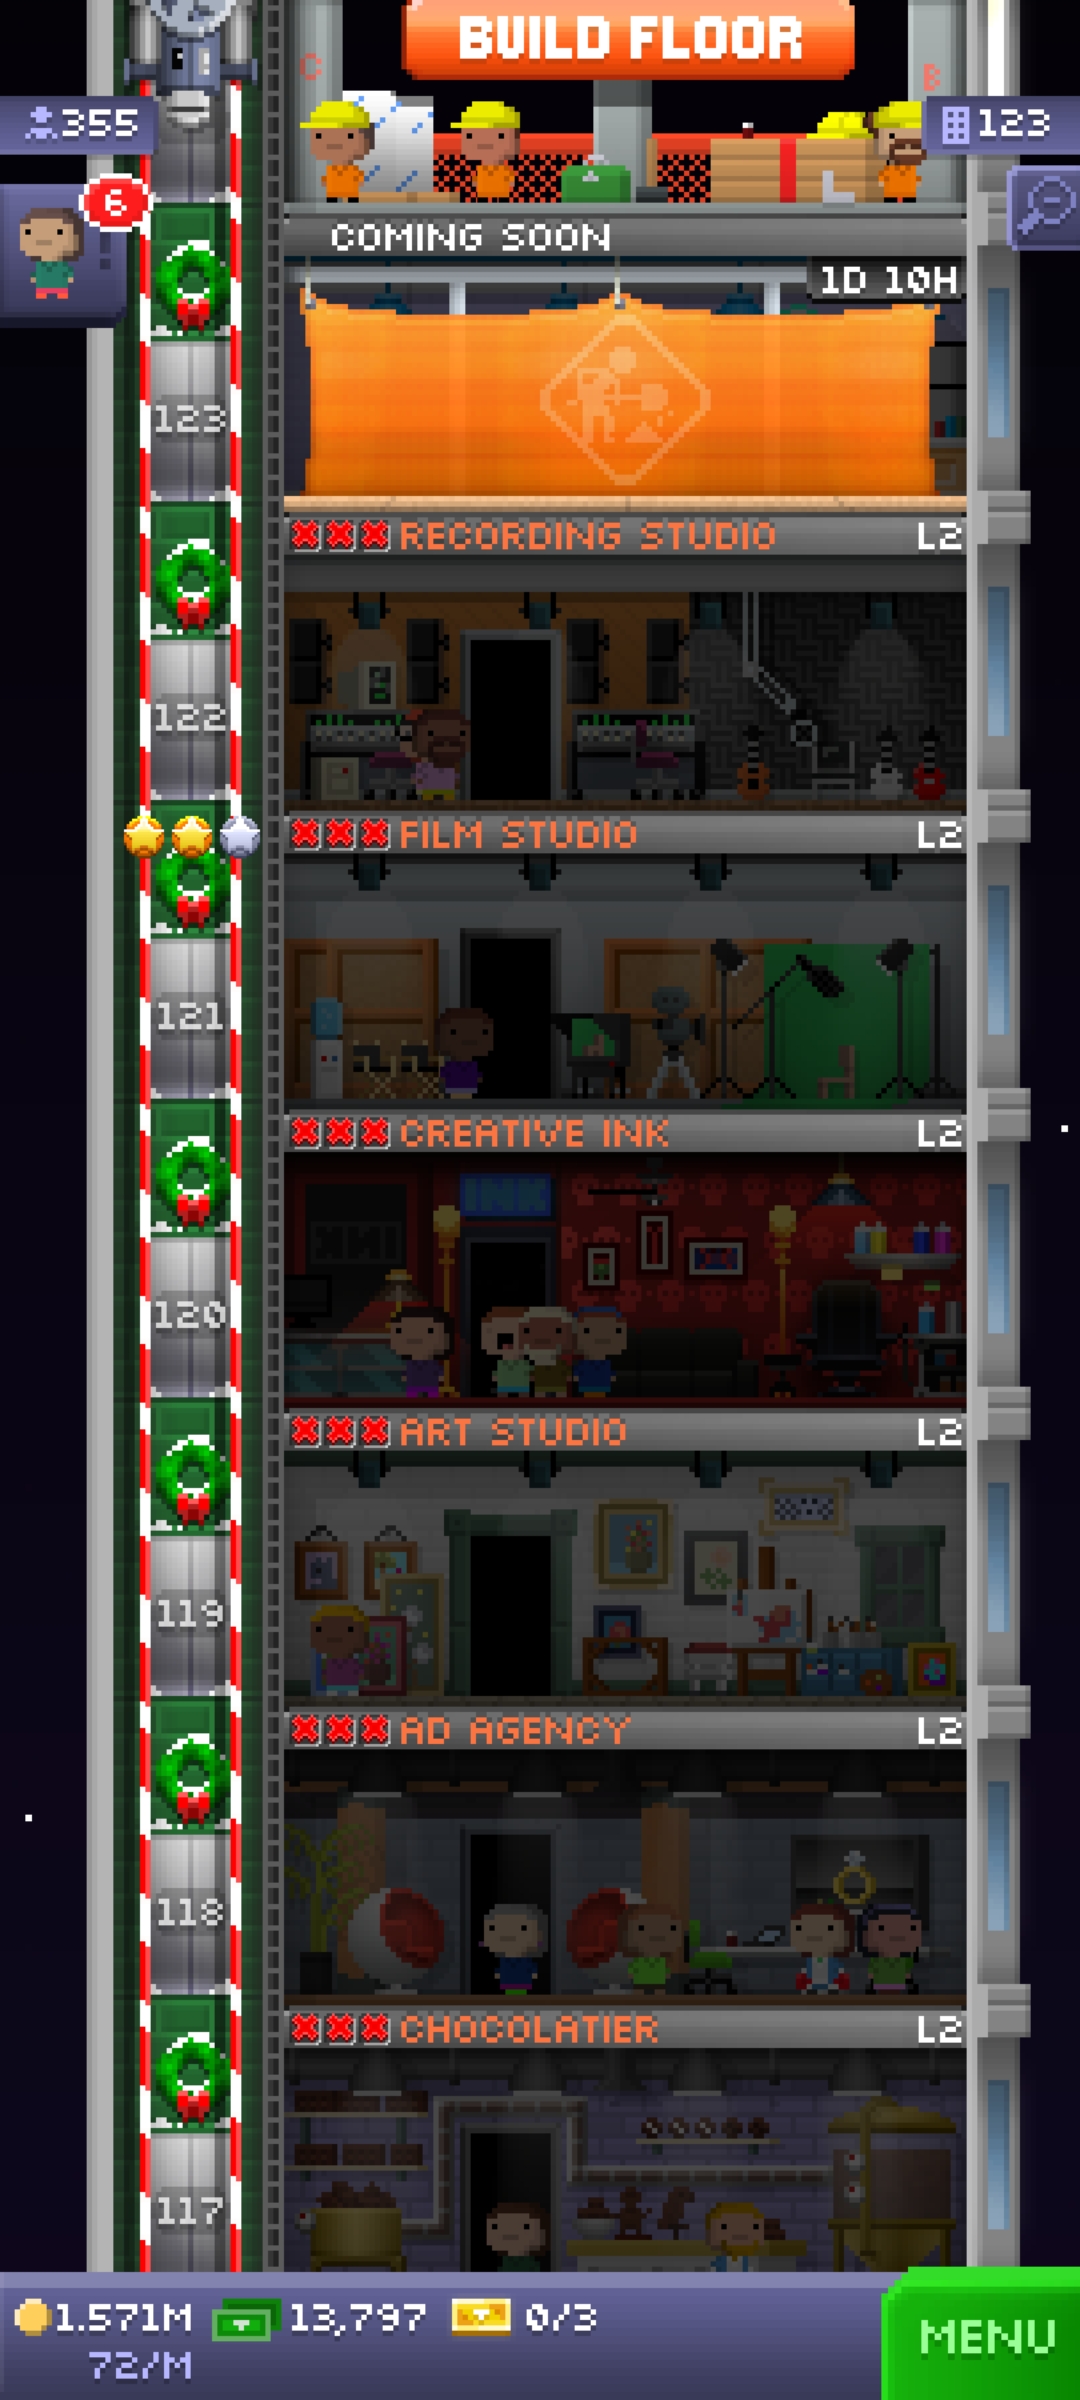 BUILD FLOOR
C
B
355
123
6
COMING SOON
1D 10H
123
RECORDING STUDIO L2
122
FILM STUDIO L2
121
CREATIVE INK L2
INK
120
ART STUDIO L2
119
AD AGENCY L2
118
CHOCOLATIER L2
117
1.571M 13,797 0/3
72/M
MENU